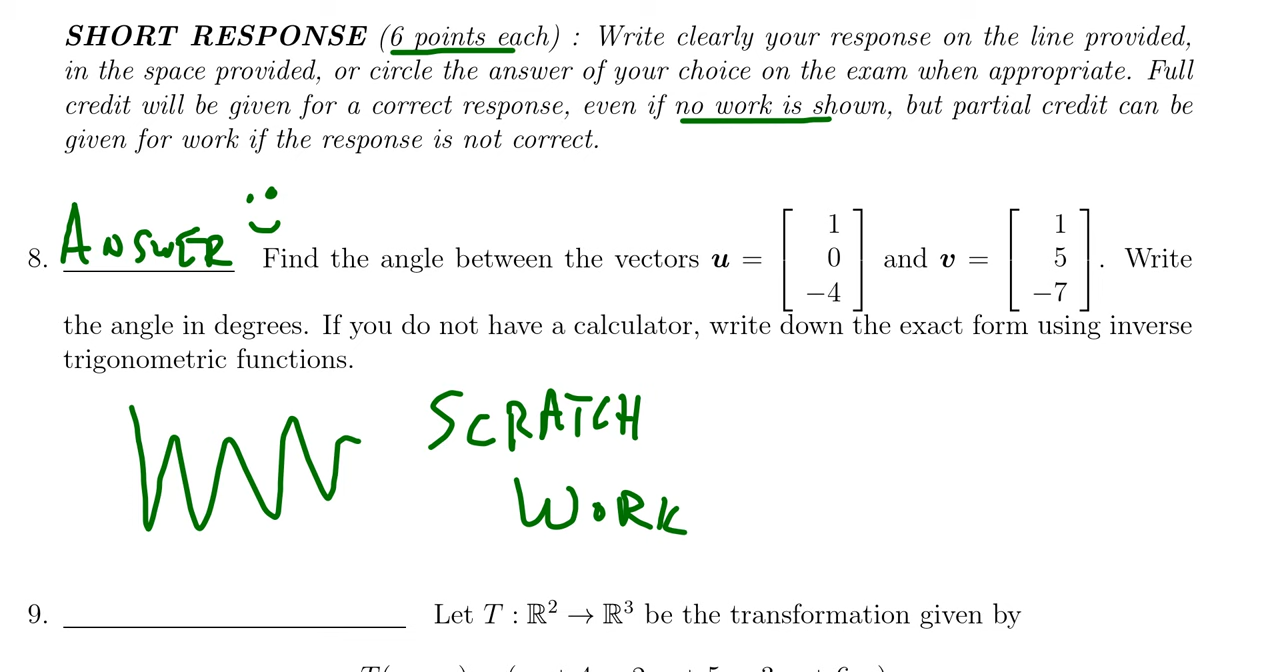 SHORT RESPONSE (6 points each) : Write clearly your response on the line provided,
in the space provided, or circle the answer of your choice on the exam when appropriate. Full
credit will be given for a correct response, even if no work is shown, but partial credit can be
given for work if the response is not correct.
8. ANSWER Find the angle between the vectors u = [ 1 0 −4 ] and v = [ 1 5 −7 ]. Write
the angle in degrees. If you do not have a calculator, write down the exact form using inverse
trigonometric functions.
SCRATCH
WORK
9. Let T : ℝ² → ℝ³ be the transformation given by